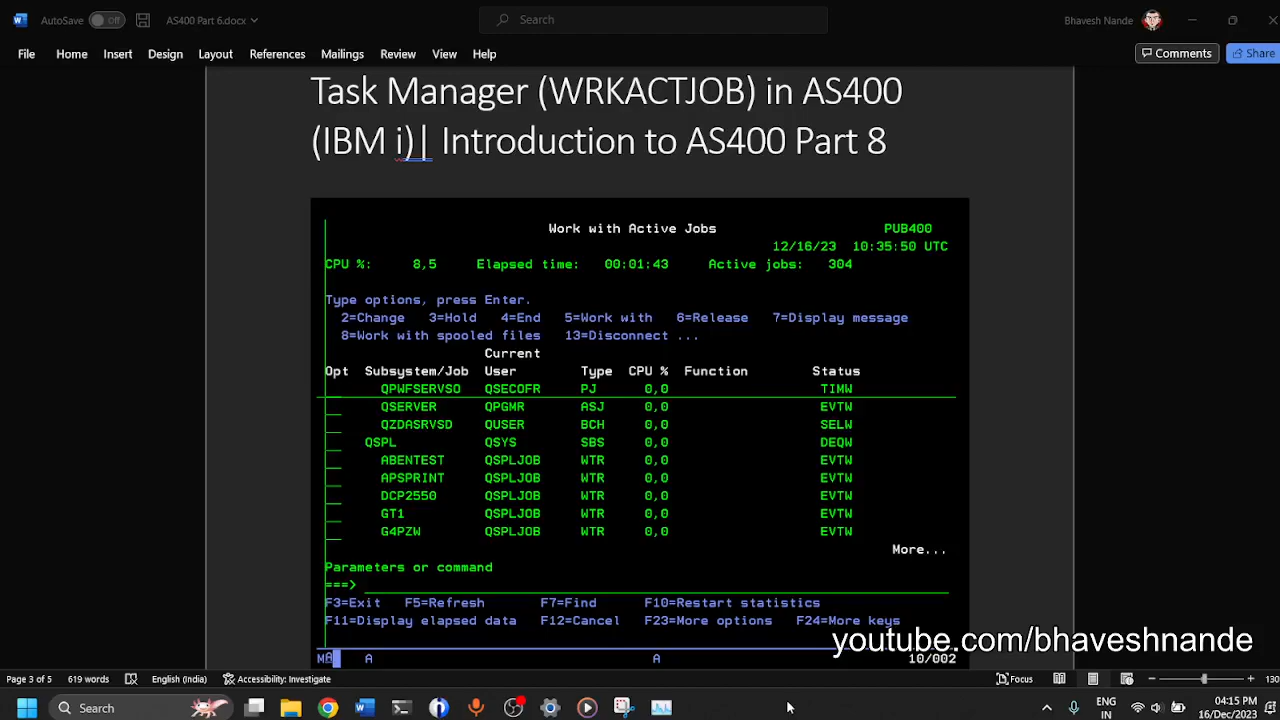 AutoSave Off AS400 Part 6.docx Search Bhavesh Nande
File Home Insert Design Layout References Mailings Review View Help Comments Share
Task Manager (WRKACTJOB) in AS400
(IBM i)| Introduction to AS400 Part 8
Work with Active Jobs PUB400
12/16/23 10:35:50 UTC
CPU %: 8,5 Elapsed time: 00:01:43 Active jobs: 304
Type options, press Enter.
2=Change 3=Hold 4=End 5=Work with 6=Release 7=Display message
8=Work with spooled files 13=Disconnect ...
Current
Opt Subsystem/Job User Type CPU % Function Status
QPWFSERVSO QSECOFR PJ 0,0 TIMW
QSERVER QPGMR ASJ 0,0 EVTW
QZDASRVSD QUSER BCH 0,0 SELW
QSPL QSYS SBS 0,0 DEQW
ABENTEST QSPLJOB WTR 0,0 EVTW
APSPRINT QSPLJOB WTR 0,0 EVTW
DCP2550 QSPLJOB WTR 0,0 EVTW
GT1 QSPLJOB WTR 0,0 EVTW
G4PZW QSPLJOB WTR 0,0 EVTW
More...
Parameters or command
===>
F3=Exit F5=Refresh F7=Find F10=Restart statistics
F11=Display elapsed data F12=Cancel F23=More options F24=More keys
youtube.com/bhaveshnande
MA A A 10/002
Page 3 of 5 619 words English (India) Accessibility: Investigate Focus 130
Search ENG IN 04:15 PM 16/Dec/2023